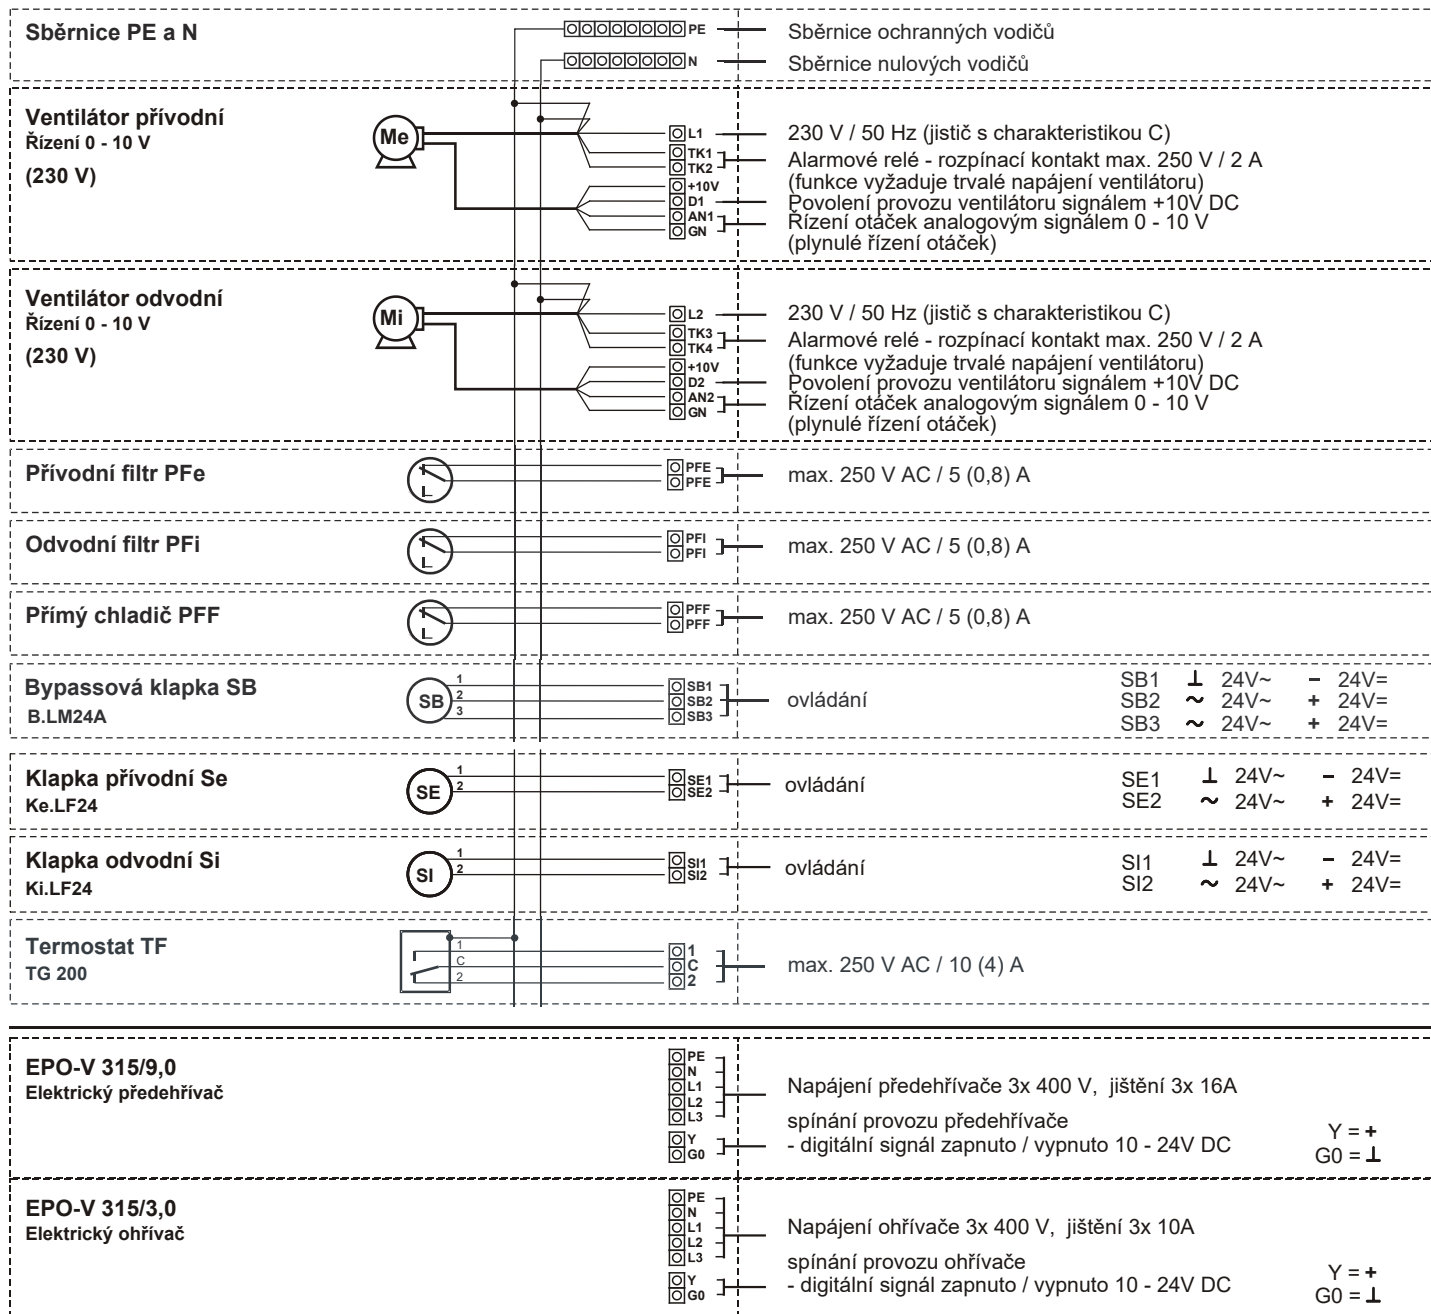 Sběrnice PE a N
PE
Sběrnice ochranných vodičů
N
Sběrnice nulových vodičů
Ventilátor přívodní
Řízení 0 - 10 V
(230 V)
Me
L1
230 V / 50 Hz (jistič s charakteristikou C)
TK1
TK2
Alarmové relé - rozpínací kontakt max. 250 V / 2 A
(funkce vyžaduje trvalé napájení ventilátoru)
+10V
D1
Povolení provozu ventilátoru signálem +10V DC
AN1
GN
Řízení otáček analogovým signálem 0 - 10 V
(plynulé řízení otáček)
Ventilátor odvodní
Řízení 0 - 10 V
(230 V)
Mi
L2
230 V / 50 Hz (jistič s charakteristikou C)
TK3
TK4
Alarmové relé - rozpínací kontakt max. 250 V / 2 A
(funkce vyžaduje trvalé napájení ventilátoru)
+10V
D2
Povolení provozu ventilátoru signálem +10V DC
AN2
GN
Řízení otáček analogovým signálem 0 - 10 V
(plynulé řízení otáček)
Přívodní filtr PFe
PFE
PFE
max. 250 V AC / 5 (0,8) A
Odvodní filtr PFi
PFI
PFI
max. 250 V AC / 5 (0,8) A
Přímý chladič PFF
PFF
PFF
max. 250 V AC / 5 (0,8) A
Bypassová klapka SB
B.LM24A
SB
1
2
3
SB1
SB2
SB3
ovládání
SB1 ⊥ 24V~ – 24V=
SB2 ~ 24V~ + 24V=
SB3 ~ 24V~ + 24V=
Klapka přívodní Se
Ke.LF24
SE
1
2
SE1
SE2
ovládání
SE1 ⊥ 24V~ – 24V=
SE2 ~ 24V~ + 24V=
Klapka odvodní Si
Ki.LF24
SI
1
2
SI1
SI2
ovládání
SI1 ⊥ 24V~ – 24V=
SI2 ~ 24V~ + 24V=
Termostat TF
TG 200
1
C
2
1
C
2
max. 250 V AC / 10 (4) A
EPO-V 315/9,0
Elektrický předehřívač
PE
N
L1
L2
L3
Napájení předehřívače 3x 400 V, jištění 3x 16A
Y
G0
spínání provozu předehřívače
- digitální signál zapnuto / vypnuto 10 - 24V DC
Y = +
G0 = ⊥
EPO-V 315/3,0
Elektrický ohřívač
PE
N
L1
L2
L3
Napájení ohřívače 3x 400 V, jištění 3x 10A
Y
G0
spínání provozu ohřívače
- digitální signál zapnuto / vypnuto 10 - 24V DC
Y = +
G0 = ⊥